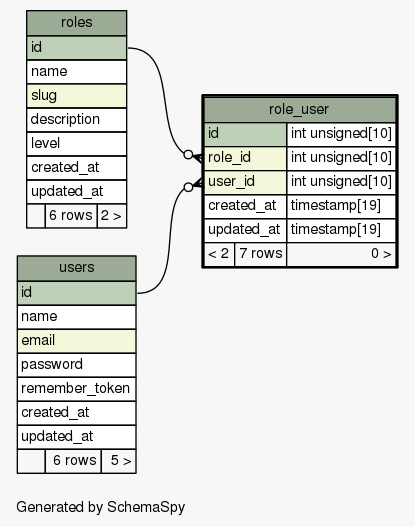 roles
id
name
slug
description
level
created_at
updated_at
6 rows 2 >
role_user
id int unsigned[10]
role_id int unsigned[10]
user_id int unsigned[10]
created_at timestamp[19]
updated_at timestamp[19]
< 2 7 rows 0 >
users
id
name
email
password
remember_token
created_at
updated_at
6 rows 5 >
Generated by SchemaSpy